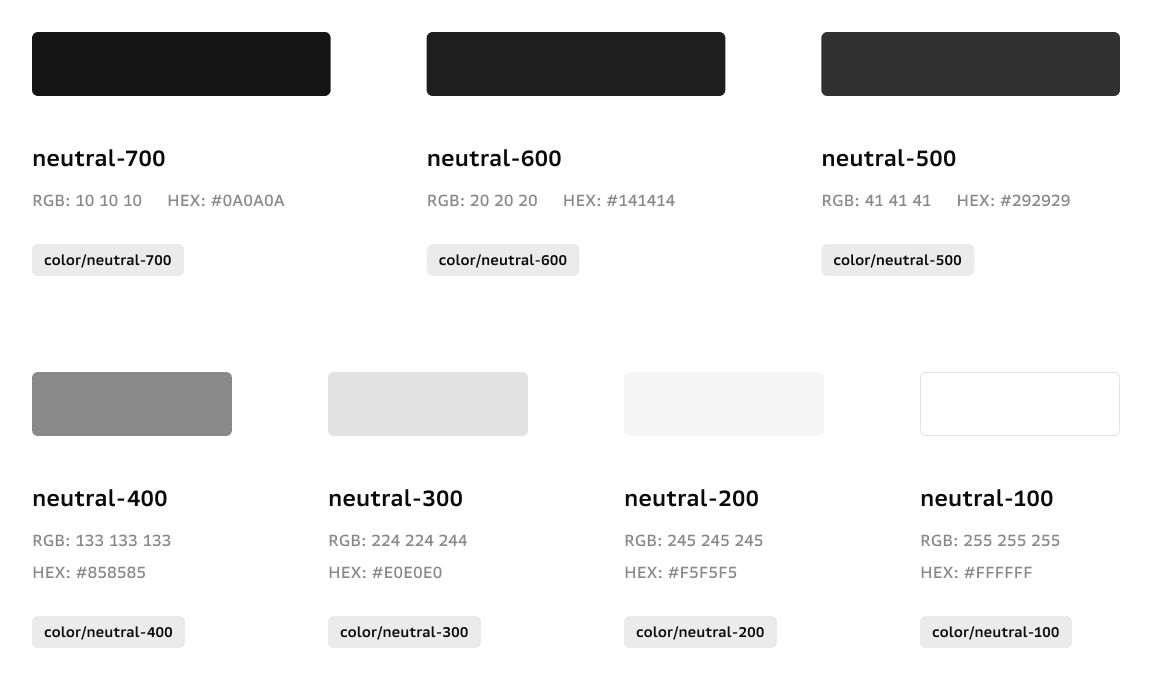 neutral-700
neutral-600
neutral-500
RGB: 10 10 10 HEX: #0A0A0A
RGB: 20 20 20 HEX: #141414
RGB: 41 41 41 HEX: #292929
color/neutral-700
color/neutral-600
color/neutral-500
neutral-400
neutral-300
neutral-200
neutral-100
RGB: 133 133 133
RGB: 224 224 244
RGB: 245 245 245
RGB: 255 255 255
HEX: #858585
HEX: #E0E0E0
HEX: #F5F5F5
HEX: #FFFFFF
color/neutral-400
color/neutral-300
color/neutral-200
color/neutral-100